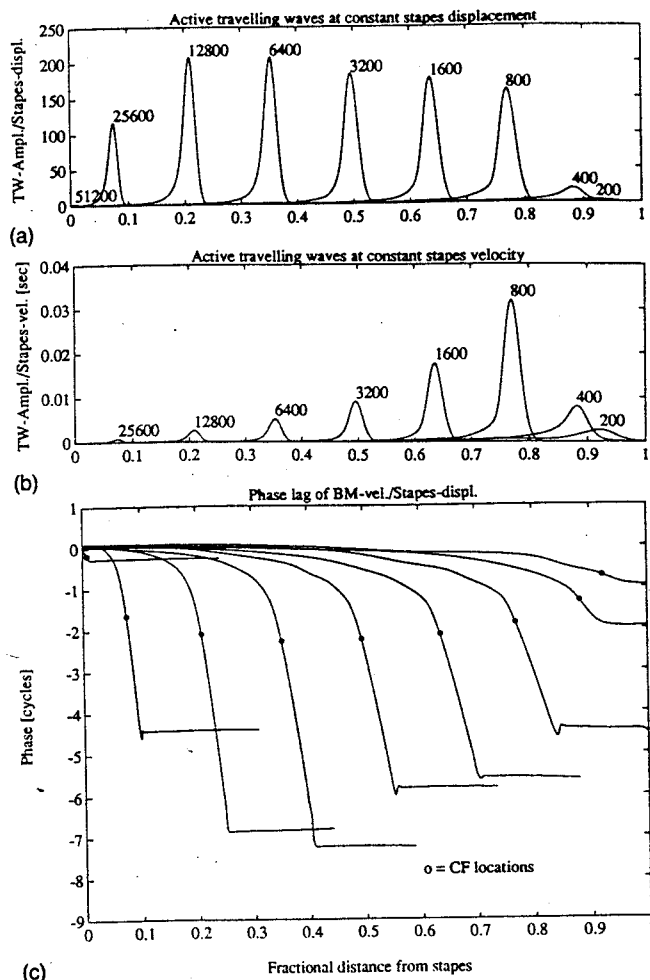 Active travelling waves at constant stapes displacement
TW-Ampl./Stapes-displ.
250
200
150
100
50
0
51200
25600
12800
6400
3200
1600
800
400
200
0 0.1 0.2 0.3 0.4 0.5 0.6 0.7 0.8 0.9 1
(a)
Active travelling waves at constant stapes velocity
TW-Ampl./Stapes-vel. [sec]
0.04
0.03
0.02
0.01
0
25600
12800
6400
3200
1600
800
400
200
0 0.1 0.2 0.3 0.4 0.5 0.6 0.7 0.8 0.9 1
(b)
Phase lag of BM-vel./Stapes-displ.
Phase [cycles]
1
0
-1
-2
-3
-4
-5
-6
-7
-8
-9
o = CF locations
0 0.1 0.2 0.3 0.4 0.5 0.6 0.7 0.8 0.9
(c)
Fractional distance from stapes